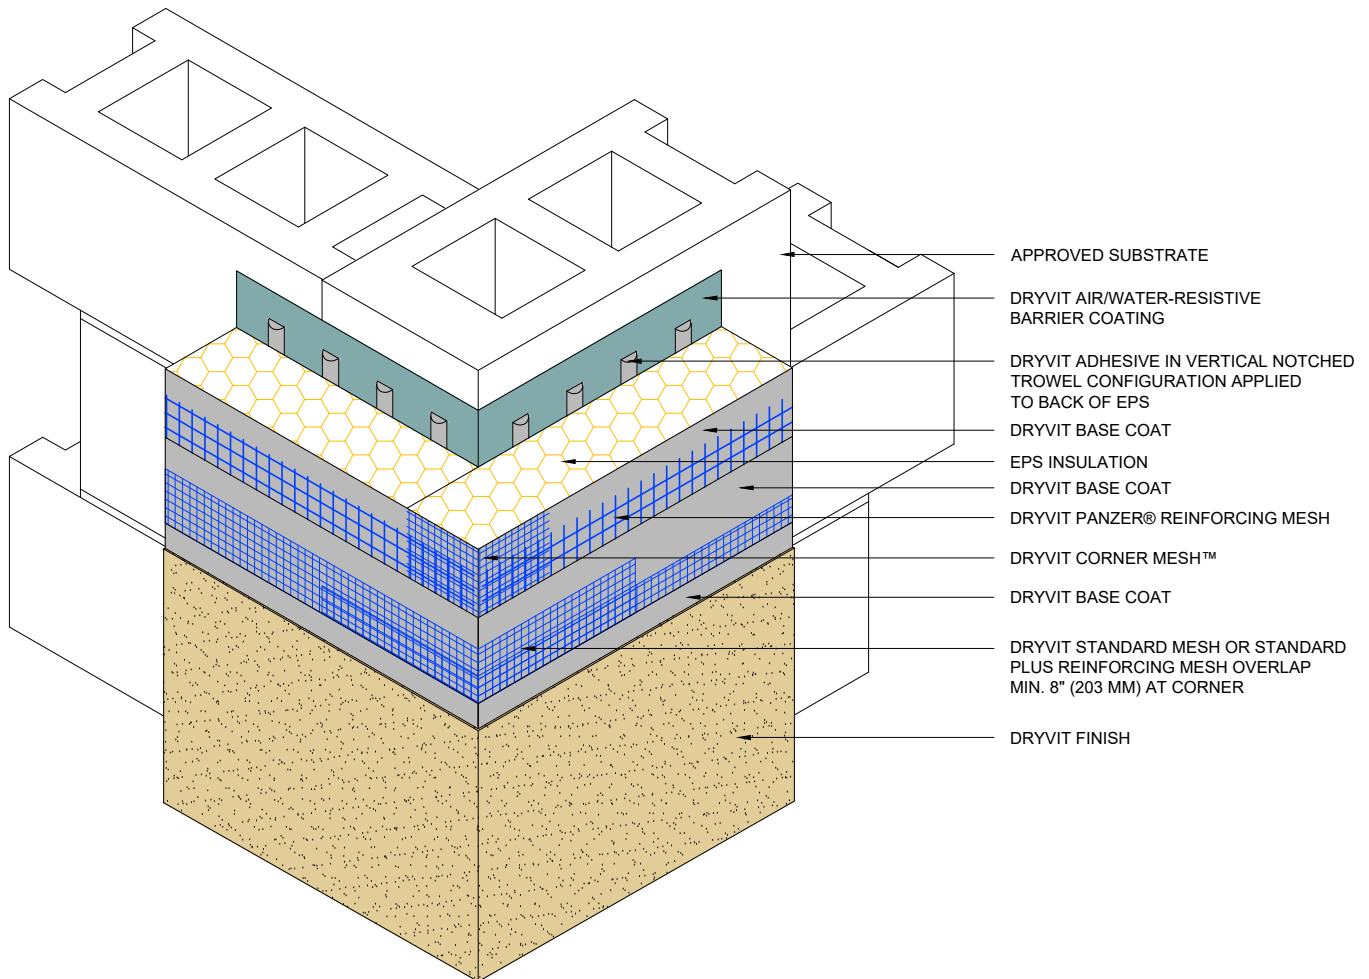 APPROVED SUBSTRATE
DRYVIT AIR/WATER-RESISTIVE
BARRIER COATING
DRYVIT ADHESIVE IN VERTICAL NOTCHED
TROWEL CONFIGURATION APPLIED
TO BACK OF EPS
DRYVIT BASE COAT
EPS INSULATION
DRYVIT BASE COAT
DRYVIT PANZER® REINFORCING MESH
DRYVIT CORNER MESH™
DRYVIT BASE COAT
DRYVIT STANDARD MESH OR STANDARD
PLUS REINFORCING MESH OVERLAP
MIN. 8" (203 MM) AT CORNER
DRYVIT FINISH